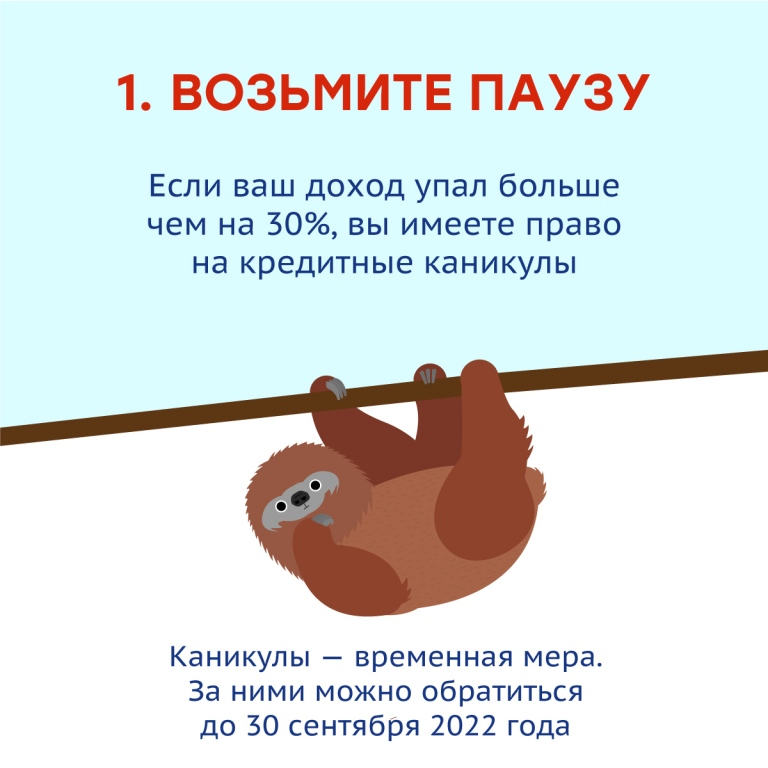 1. ВОЗЬМИТЕ ПАУЗУ
Если ваш доход упал больше
чем на 30%, вы имеете право
на кредитные каникулы
Каникулы — временная мера.
За ними можно обратиться
до 30 сентября 2022 года